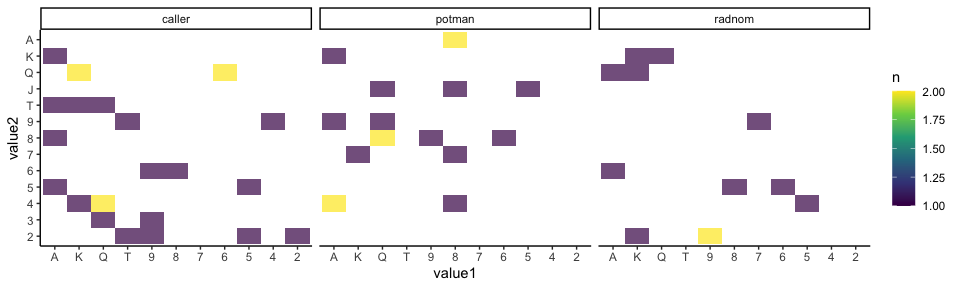 caller potman radnom
A
K
Q
J
T
9
8
7
6
5
4
3
2
value2
A K Q T 9 8 7 6 5 4 2 A K Q T 9 8 7 6 5 4 2 A K Q T 9 8 7 6 5 4 2
value1
n
2.00
1.75
1.50
1.25
1.00